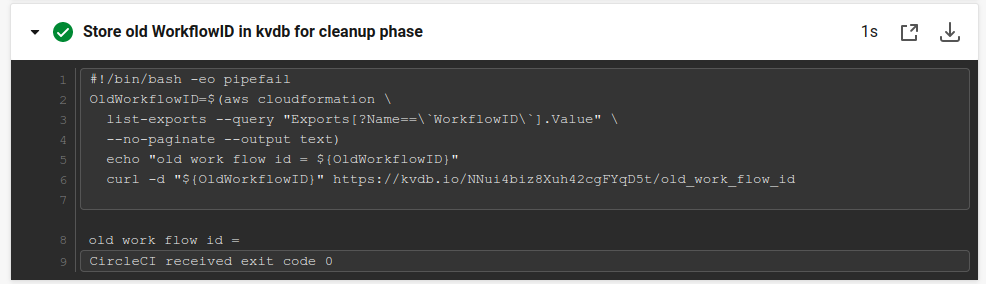 Store old WorkflowID in kvdb for cleanup phase 1s
1 #!/bin/bash -eo pipefail
2 OldWorkflowID=$(aws cloudformation \
3 list-exports --query "Exports[?Name==\`WorkflowID\`].Value" \
4 --no-paginate --output text)
5 echo "old work flow id = ${OldWorkflowID}"
6 curl -d "${OldWorkflowID}" https://kvdb.io/NNui4biz8Xuh42cgFYqD5t/old_work_flow_id
7
8 old work flow id =
9 CircleCI received exit code 0